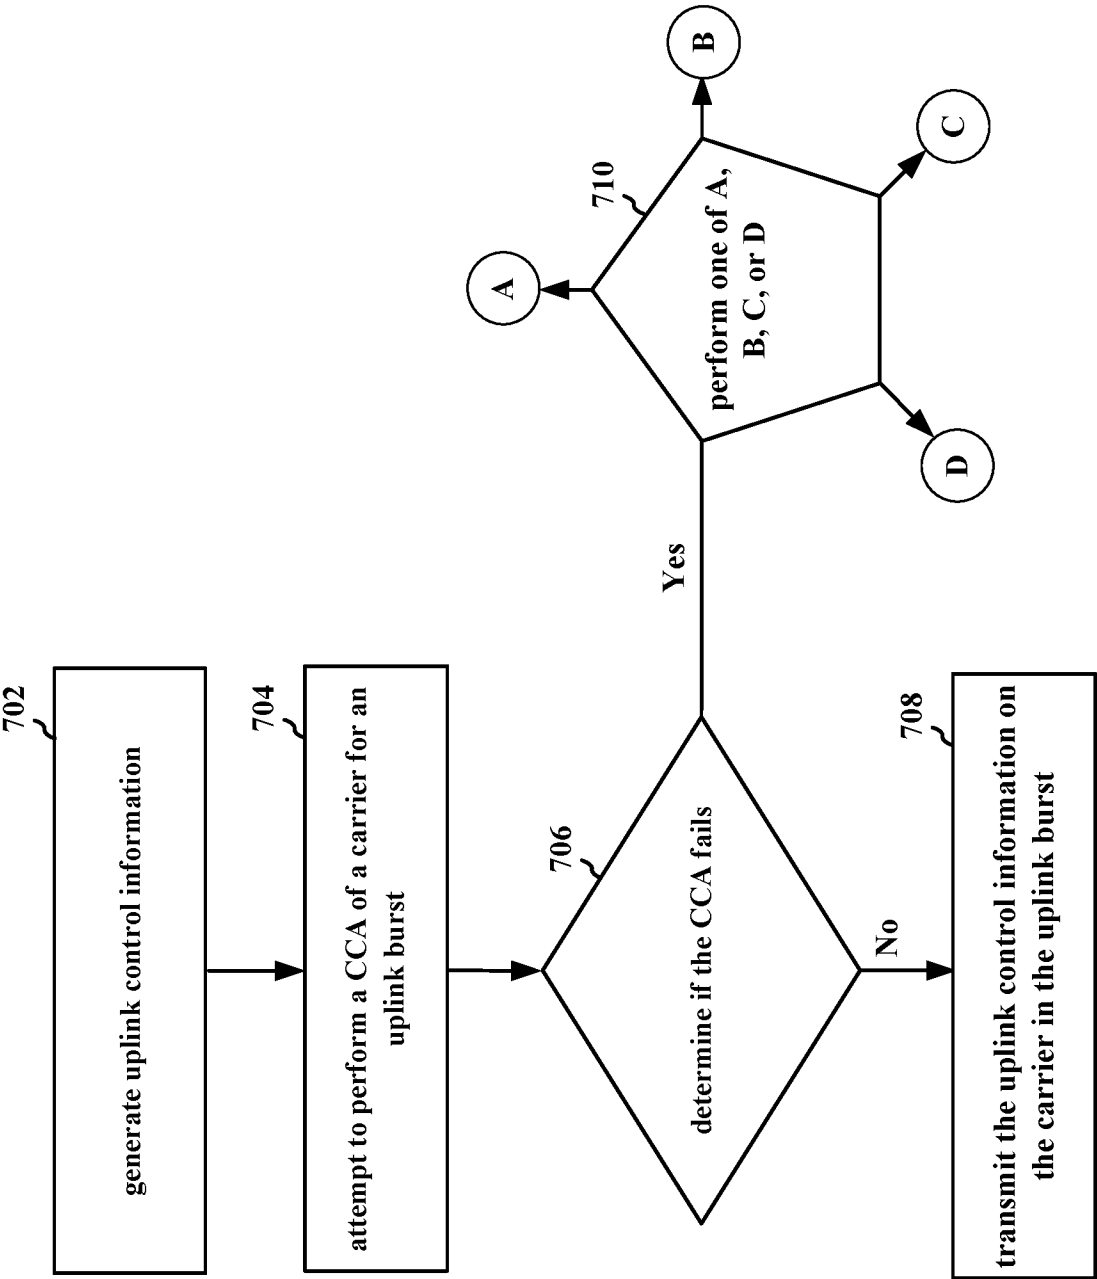 702
generate uplink control information
704
attempt to perform a CCA of a carrier for an
uplink burst
706
determine if the CCA fails
Yes
No
708
transmit the uplink control information on
the carrier in the uplink burst
710
perform one of A,
B, C, or D
A
B
C
D